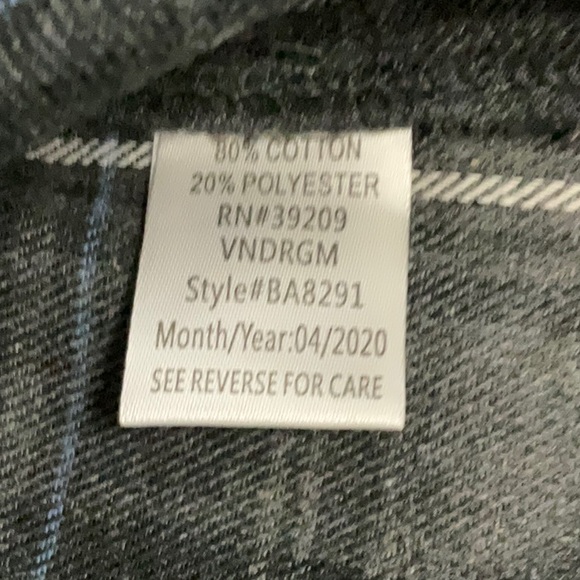 80% COTTON
20% POLYESTER
RN#39209
VNDRGM
Style#BA8291
Month/Year:04/2020
SEE REVERSE FOR CARE